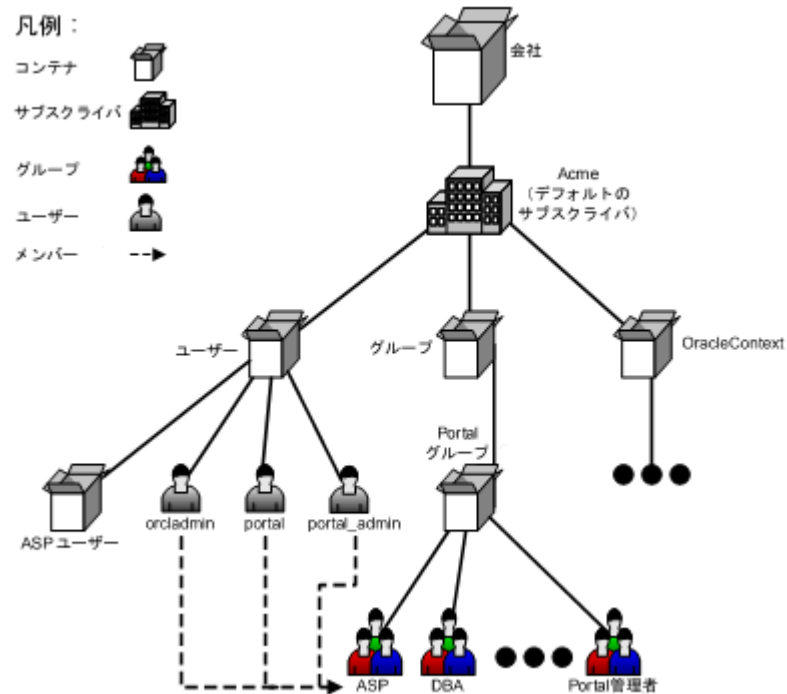 凡例：
コンテナ
サブスクライバ
グループ
ユーザー
メンバー
会社
Acme
（デフォルトの
サブスクライバ）
ユーザー
グループ
OracleContext
Portal
グループ
ASP ユーザー
orcladmin
portal
portal_admin
ASP
DBA
Portal管理者